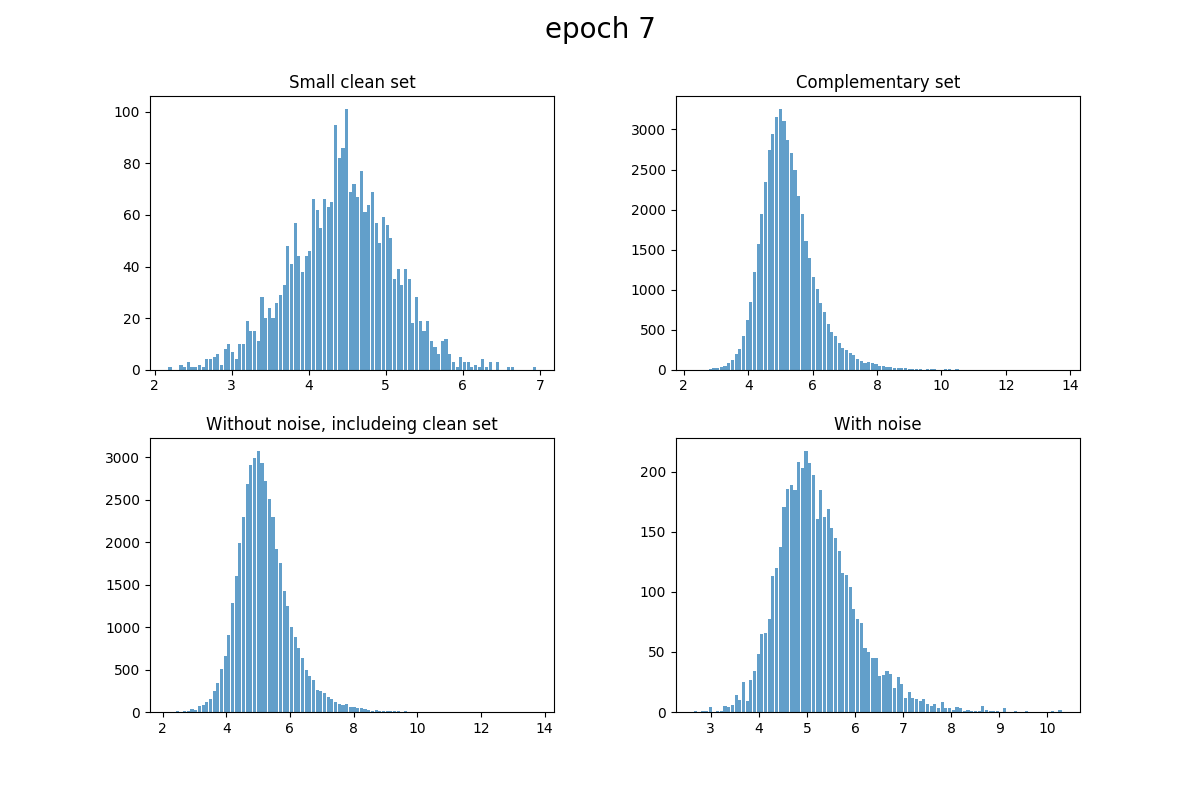 epoch 7
Small clean set
100
80
60
40
20
0
2 3 4 5 6 7
Complementary set
3000
2500
2000
1500
1000
500
0
2 4 6 8 10 12 14
Without noise, includeing clean set
3000
2500
2000
1500
1000
500
0
2 4 6 8 10 12 14
With noise
200
150
100
50
0
3 4 5 6 7 8 9 10